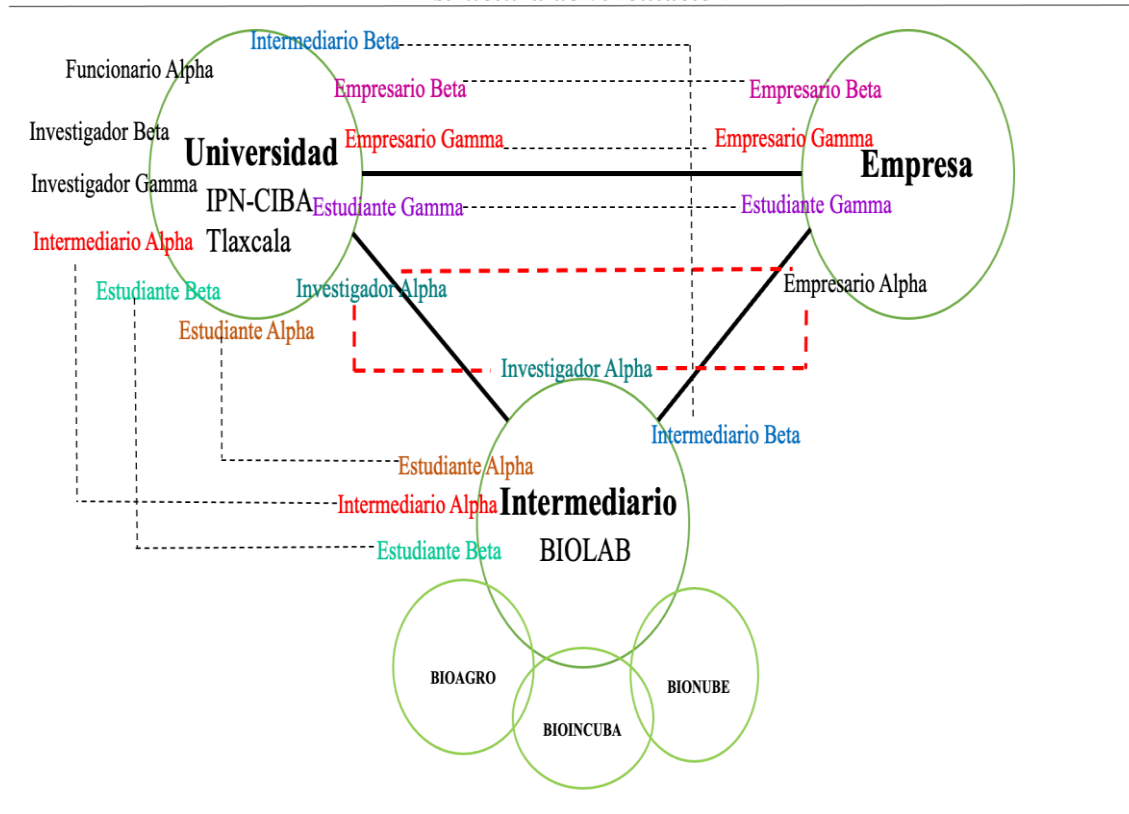 Intermediario Beta
Funcionario Alpha
Empresario Beta
Empresario Beta
Investigador Beta
Empresario Gamma
Empresario Gamma
Universidad
Empresa
Investigador Gamma
IPN-CIBA
Estudiante Gamma
Estudiante Gamma
Intermediario Alpha
Tlaxcala
Estudiante Beta
Investigador Alpha
Empresario Alpha
Estudiante Alpha
Investigador Alpha
Intermediario Beta
Estudiante Alpha
Intermediario Alpha
Intermediario
Estudiante Beta
BIOLAB
BIOAGRO
BIONUBE
BIOINCUBA